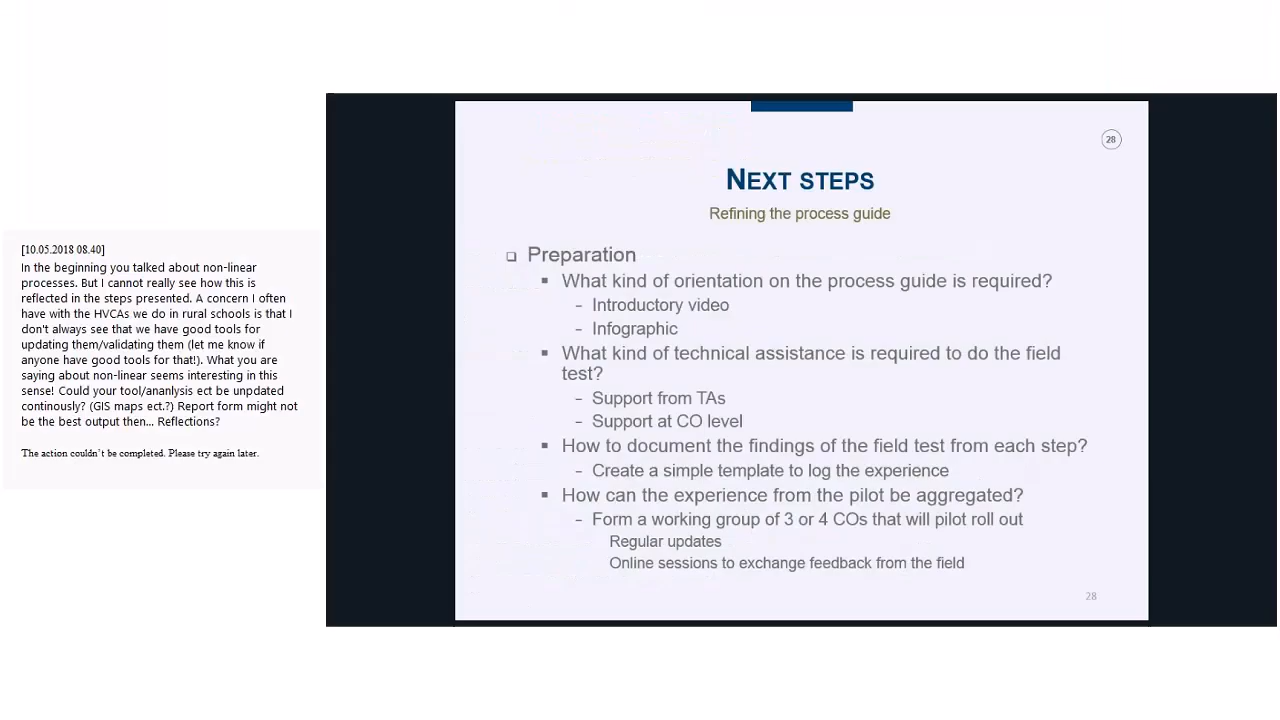 [10.05.2018 08.40]
In the beginning you talked about non-linear
processes. But I cannot really see how this is
reflected in the steps presented. A concern I often
have with the HVCAs we do in rural schools is that I
don't always see that we have good tools for
updating them/validating them (let me know if
anyone have good tools for that!). What you are
saying about non-linear seems interesting in this
sense! Could your tool/ananlysis ect be unpdated
continously? (GIS maps ect.?) Report form might not
be the best output then... Reflections?
The action couldn't be completed. Please try again later.
28
NEXT STEPS
Refining the process guide
❑ Preparation
▪ What kind of orientation on the process guide is required?
- Introductory video
- Infographic
▪ What kind of technical assistance is required to do the field
test?
- Support from TAs
- Support at CO level
▪ How to document the findings of the field test from each step?
- Create a simple template to log the experience
▪ How can the experience from the pilot be aggregated?
- Form a working group of 3 or 4 COs that will pilot roll out
Regular updates
Online sessions to exchange feedback from the field
28